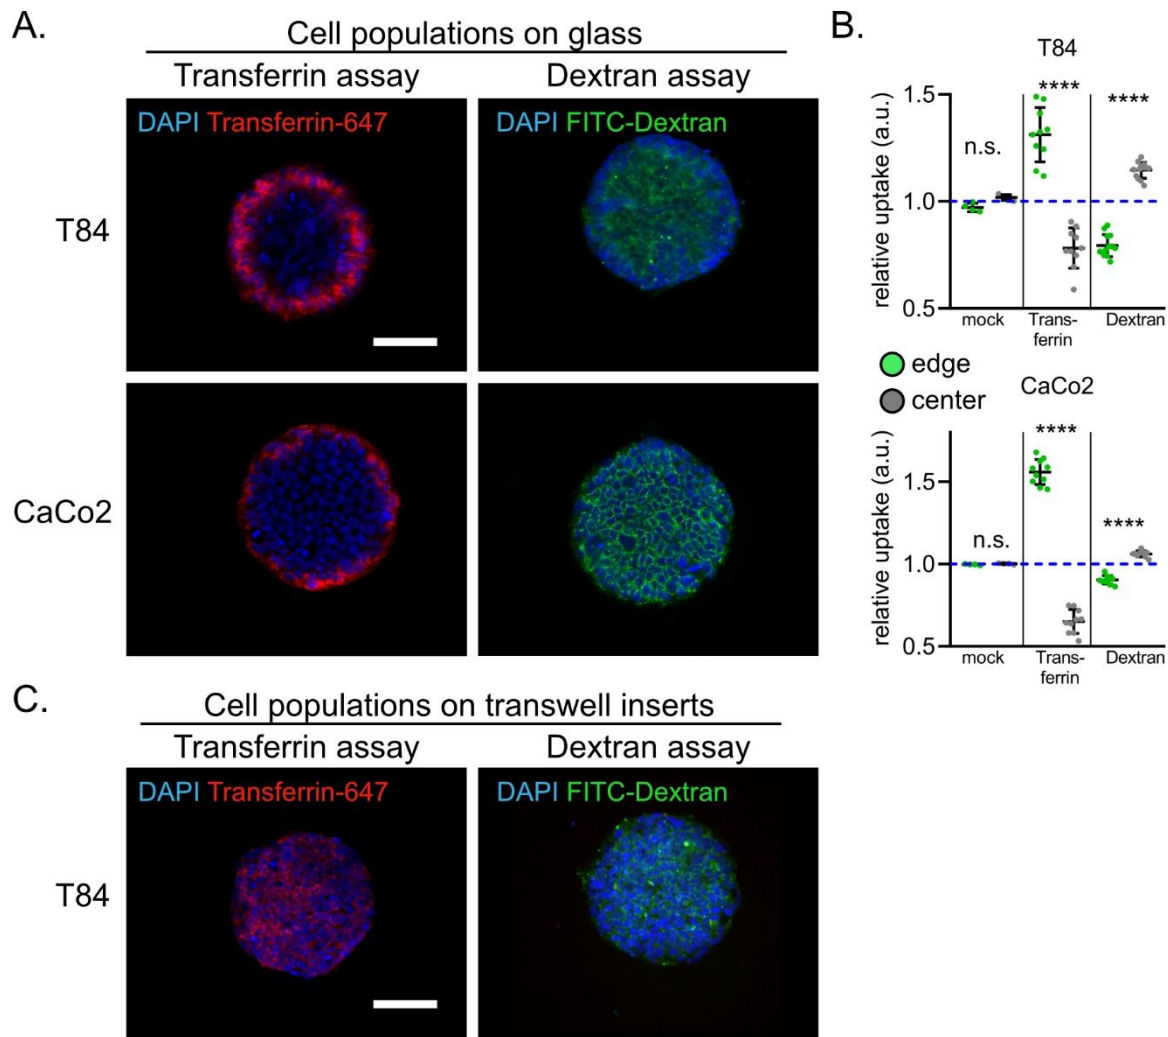 A.
Cell populations on glass
Transferrin assay
Dextran assay
DAPI Transferrin-647
DAPI FITC-Dextran
T84
CaCo2
B.
T84
relative uptake (a.u.)
1.5
1.0
0.5
n.s.
****
****
mock
Trans-
ferrin
Dextran
edge
center
CaCo2
relative uptake (a.u.)
1.5
1.0
0.5
n.s.
****
****
mock
Trans-
ferrin
Dextran
C.
Cell populations on transwell inserts
Transferrin assay
Dextran assay
DAPI Transferrin-647
DAPI FITC-Dextran
T84